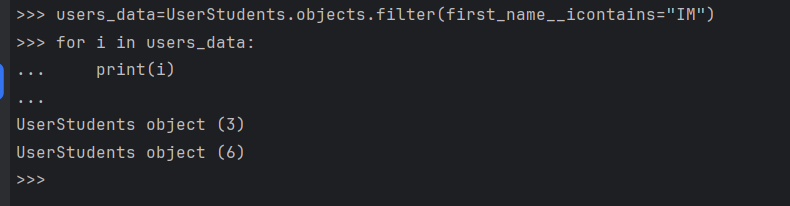 >>> users_data=UserStudents.objects.filter(first_name__icontains="IM")
>>> for i in users_data:
...     print(i)
...
UserStudents object (3)
UserStudents object (6)
>>>